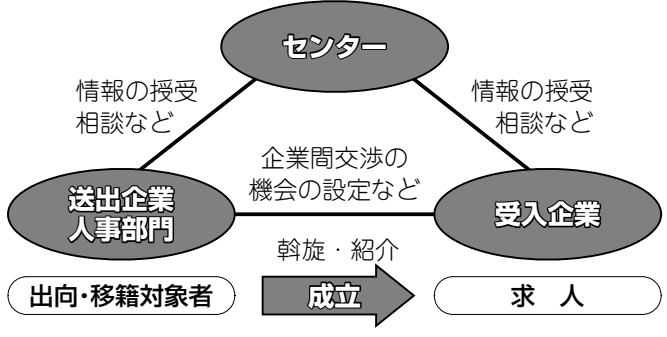 センター
情報の授受
相談など
情報の授受
相談など
企業間交渉の
機会の設定など
送出企業
人事部門
受入企業
斡旋・紹介
出向・移籍対象者
成立
求　人